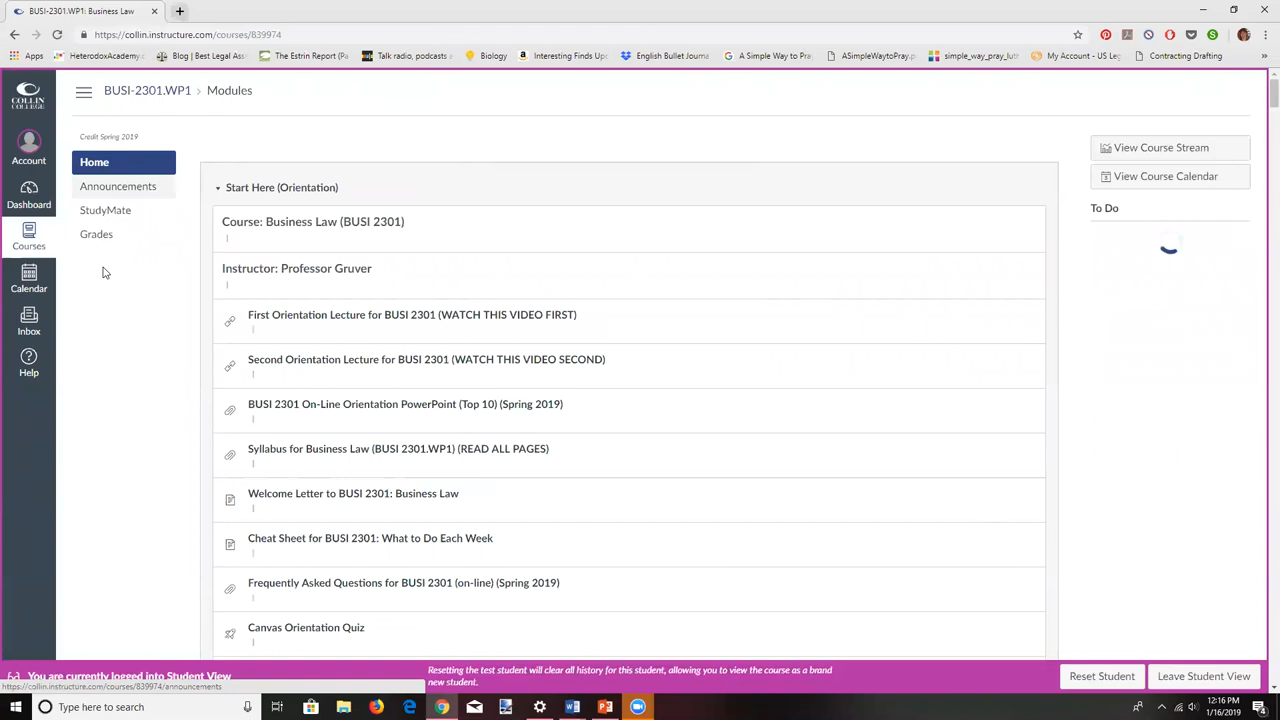 BUSI-2301.WP1: Business Law
https://collin.instructure.com/courses/839974
Apps
HeterodoxAcademy
Blog | Best Legal Ass
The Estrin Report (Pa
Talk radio, podcasts
Biology
Interesting Finds Up
English Bullet Journa
A Simple Way to Pra
ASimpleWaytoPray.
simple_way_pray_luth
My Account - US Leg
Contracting Drafting
COLLIN
COLLEGE
BUSI-2301.WP1 > Modules
Account
Dashboard
Courses
Calendar
Inbox
Help
Credit Spring 2019
Home
Announcements
StudyMate
Grades
Start Here (Orientation)
Course: Business Law (BUSI 2301)
Instructor: Professor Gruver
First Orientation Lecture for BUSI 2301 (WATCH THIS VIDEO FIRST)
Second Orientation Lecture for BUSI 2301 (WATCH THIS VIDEO SECOND)
BUSI 2301 On-Line Orientation PowerPoint (Top 10) (Spring 2019)
Syllabus for Business Law (BUSI 2301.WP1) (READ ALL PAGES)
Welcome Letter to BUSI 2301: Business Law
Cheat Sheet for BUSI 2301: What to Do Each Week
Frequently Asked Questions for BUSI 2301 (on-line) (Spring 2019)
Canvas Orientation Quiz
View Course Stream
View Course Calendar
To Do
You are currently logged into Student View
Resetting the test student will clear all history for this student, allowing you to view the course as a brand
new student.
Reset Student
Leave Student View
https://collin.instructure.com/courses/839974/announcements
Type here to search
12:16 PM
1/16/2019